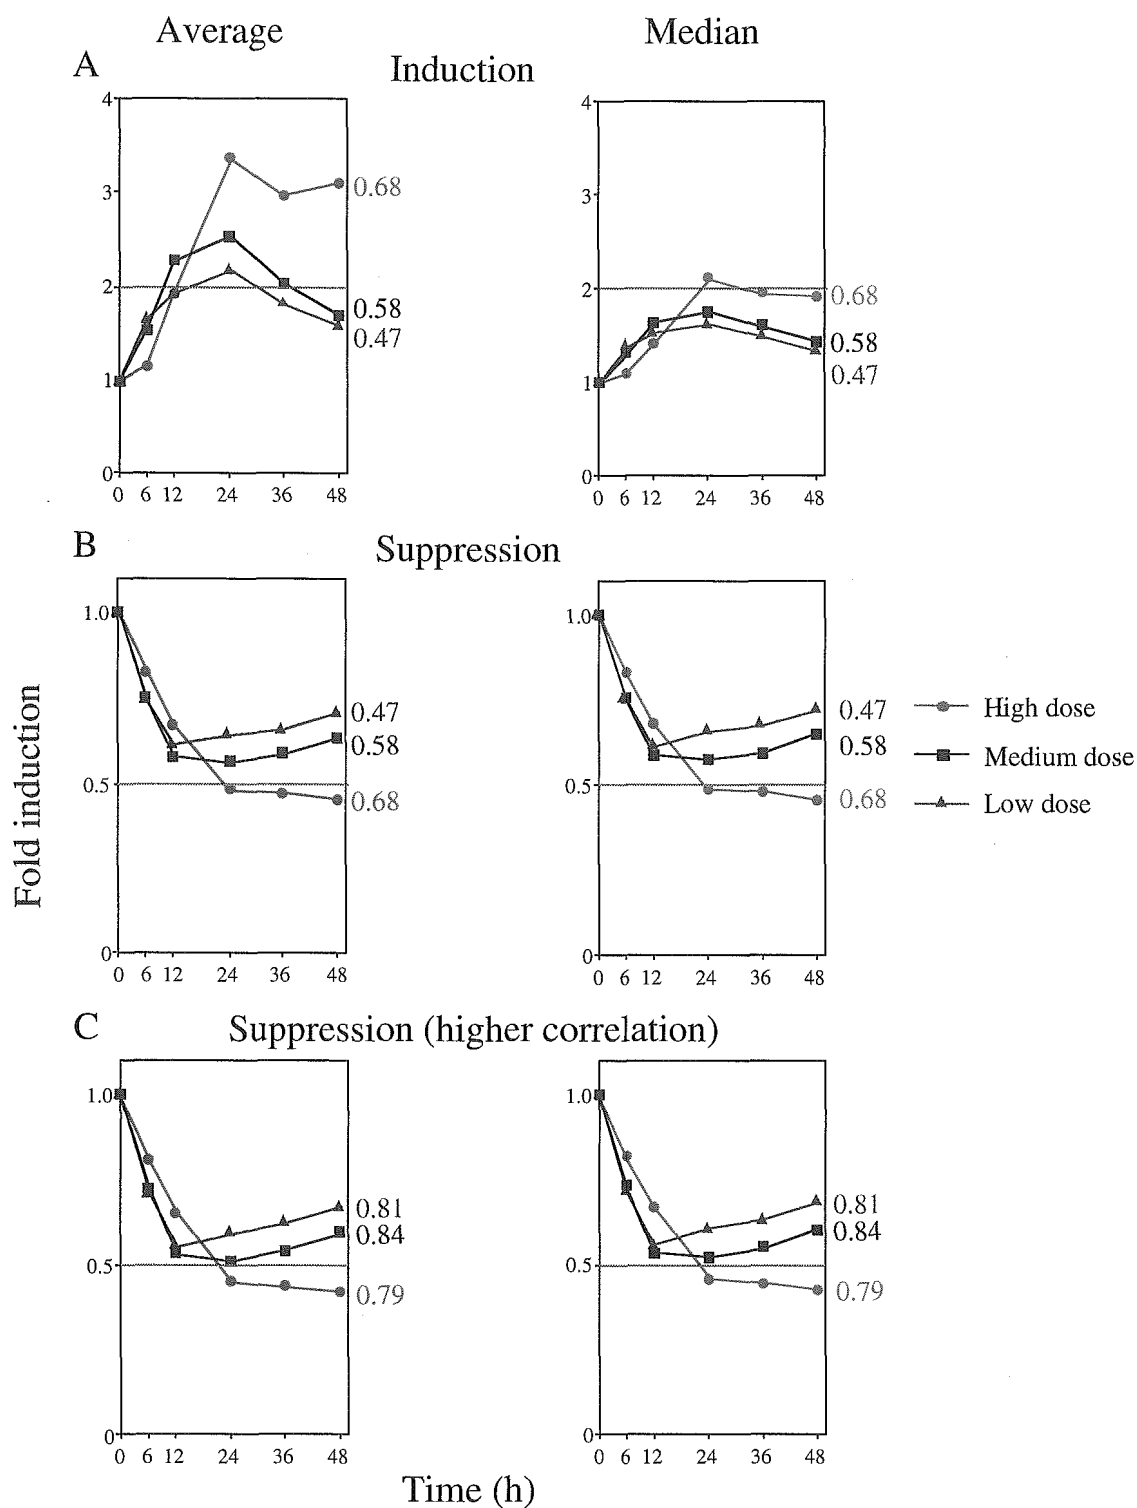 Average Median
A Induction
4
3
2
1
0
0 6 12 24 36 48
0.68
0.58
0.47
4
3
2
1
0
0 6 12 24 36 48
0.68
0.58
0.47
B Suppression
Fold induction
1.0
0.5
0
0 6 12 24 36 48
0.47
0.58
0.68
1.0
0.5
0
0 6 12 24 36 48
0.47
0.58
0.68
High dose
Medium dose
Low dose
C Suppression (higher correlation)
1.0
0.5
0
0 6 12 24 36 48
0.81
0.84
0.79
1.0
0.5
0
0 6 12 24 36 48
0.81
0.84
0.79
Time (h)